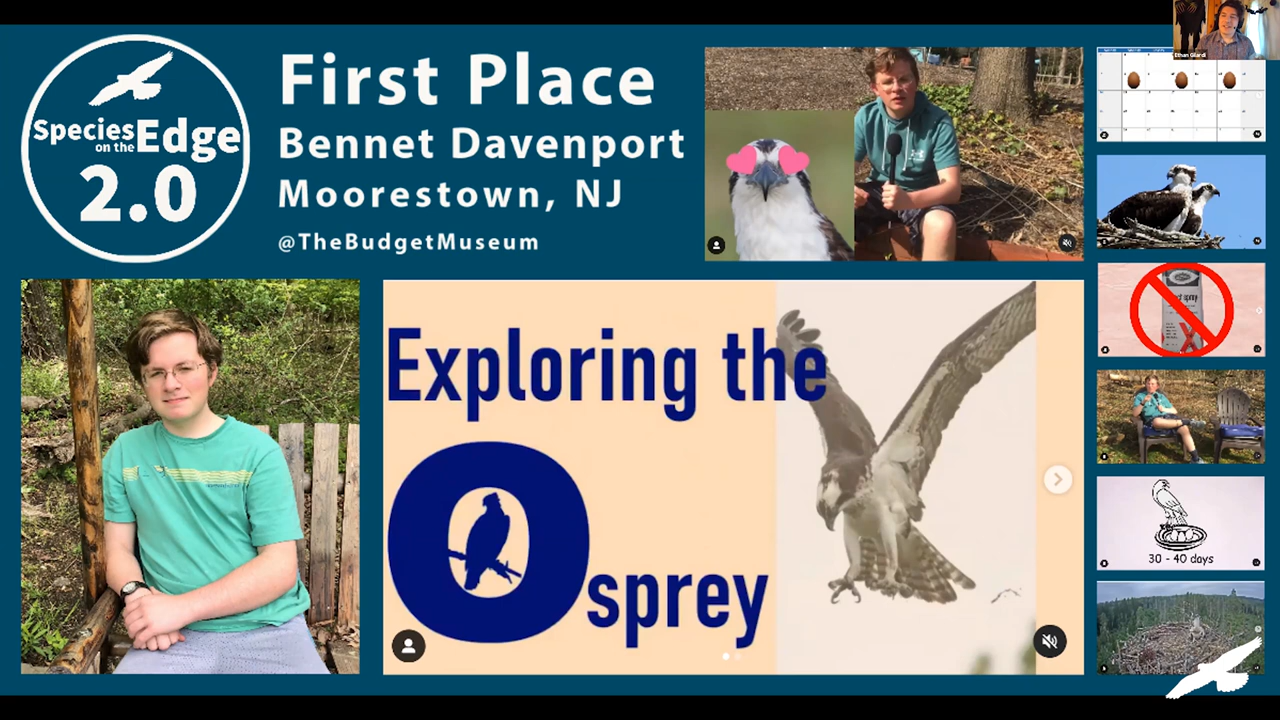 Species
on the
Edge
2.0
First Place
Bennet Davenport
Moorestown, NJ
@TheBudgetMuseum
Ethan Gilardi
Exploring the
Osprey
30 - 40 days